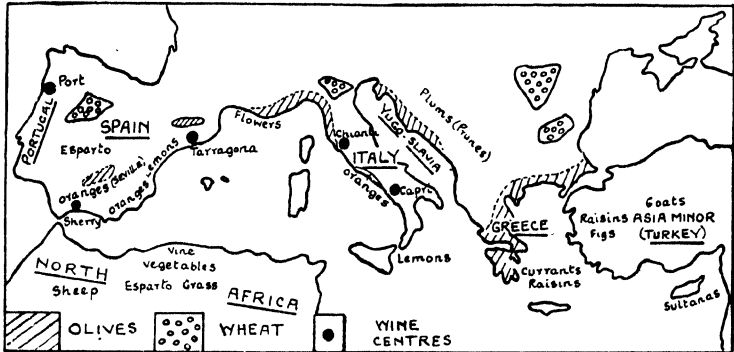 Port
PORTUGAL
SPAIN
Esparto
Oranges (SEVILLE)
Sherry
Oranges Lemons
Tarragona
Flowers
Chianti
ITALY
Oranges
Capri
Lemons
YUGO-SLAVIA
Plums (Prunes)
GREECE
Currants
Raisins
Goats
Raisins ASIA MINOR
Figs (TURKEY)
Sultanas
NORTH
Sheep
Vine
Vegetables
Esparto Grass
AFRICA
OLIVES
WHEAT
WINE
CENTRES